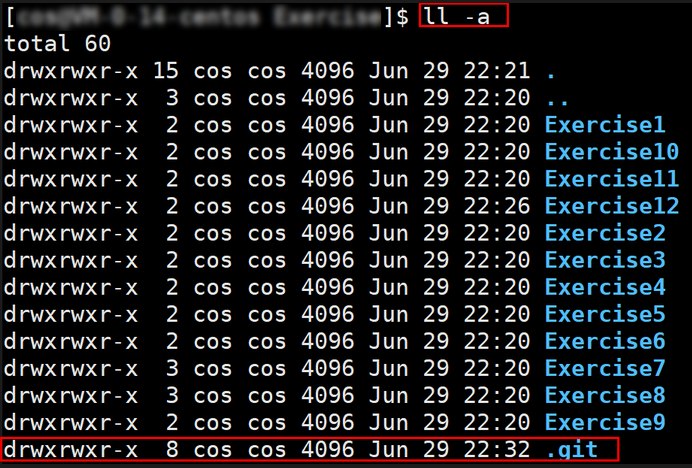 [ ]$ ll -a
total 60
drwxrwxr-x 15 cos cos 4096 Jun 29 22:21 .
drwxrwxr-x  3 cos cos 4096 Jun 29 22:20 ..
drwxrwxr-x  2 cos cos 4096 Jun 29 22:20 Exercise1
drwxrwxr-x  2 cos cos 4096 Jun 29 22:20 Exercise10
drwxrwxr-x  2 cos cos 4096 Jun 29 22:20 Exercise11
drwxrwxr-x  2 cos cos 4096 Jun 29 22:26 Exercise12
drwxrwxr-x  2 cos cos 4096 Jun 29 22:20 Exercise2
drwxrwxr-x  2 cos cos 4096 Jun 29 22:20 Exercise3
drwxrwxr-x  2 cos cos 4096 Jun 29 22:20 Exercise4
drwxrwxr-x  2 cos cos 4096 Jun 29 22:20 Exercise5
drwxrwxr-x  2 cos cos 4096 Jun 29 22:20 Exercise6
drwxrwxr-x  3 cos cos 4096 Jun 29 22:20 Exercise7
drwxrwxr-x  3 cos cos 4096 Jun 29 22:20 Exercise8
drwxrwxr-x  2 cos cos 4096 Jun 29 22:20 Exercise9
drwxrwxr-x  8 cos cos 4096 Jun 29 22:32 .git